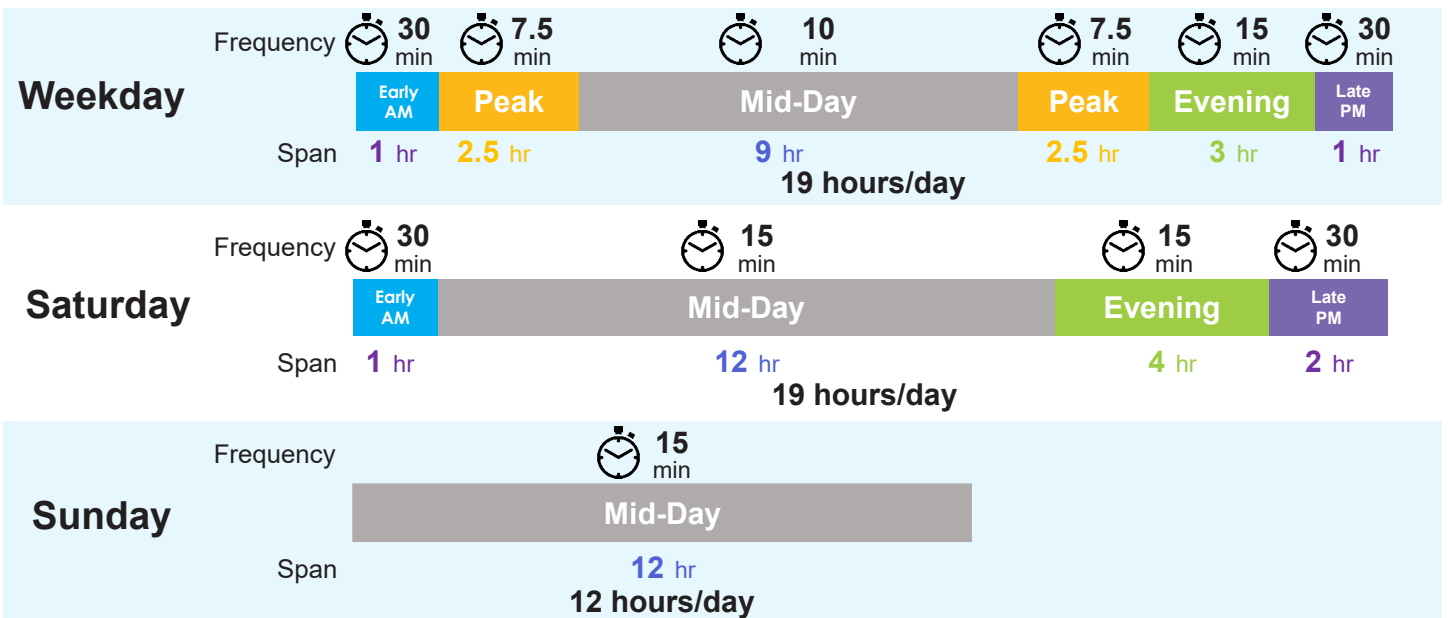 Frequency 30 min 7.5 min 10 min 7.5 min 15 min 30 min
Weekday
Early AM Peak Mid-Day Peak Evening Late PM
Span 1 hr 2.5 hr 9 hr 2.5 hr 3 hr 1 hr
19 hours/day
Frequency 30 min 15 min 15 min 30 min
Saturday
Early AM Mid-Day Evening Late PM
Span 1 hr 12 hr 4 hr 2 hr
19 hours/day
Frequency 15 min
Sunday
Mid-Day
Span 12 hr
12 hours/day